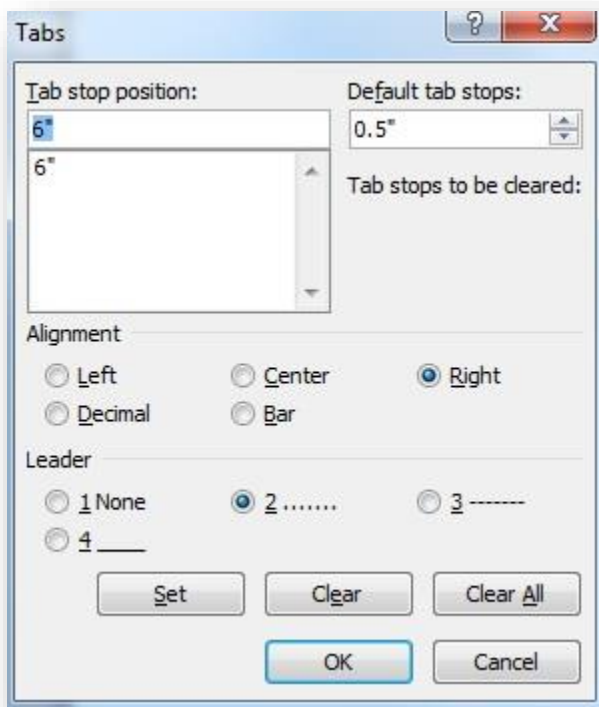 Tabs ?
Tab stop position: Default tab stops:
6" 0.5"
6" Tab stops to be cleared:
Alignment
Left Center Right
Decimal Bar
Leader
1 None 2 ....... 3 -------
4 ____
Set Clear Clear All
OK Cancel